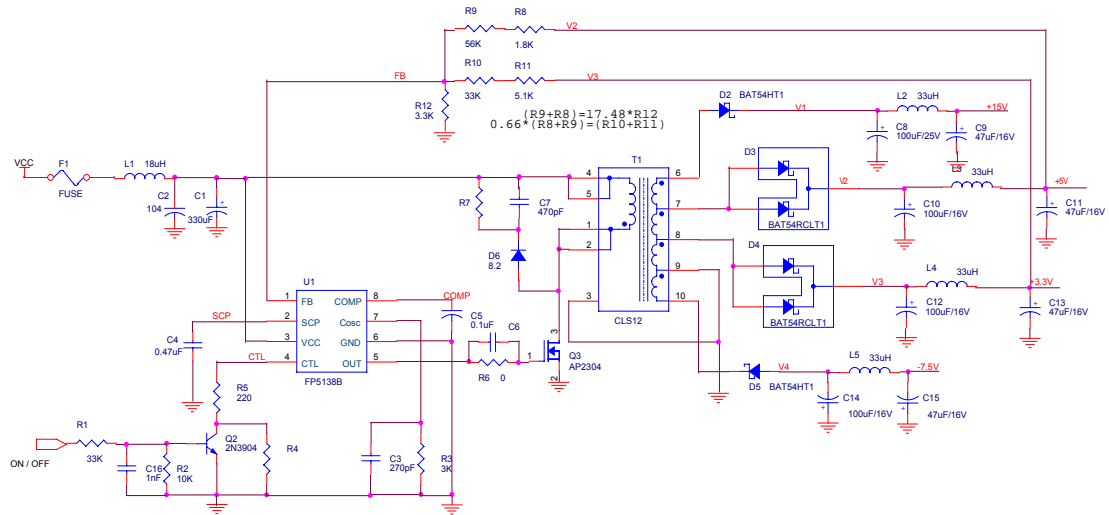 R9 R8 V2
56K 1.8K
FB R10 R11 V3
33K 5.1K
R12
3.3K
(R9+R8)=17.48*R12
0.66*(R8+R9)=(R10+R11)
D2 BAT54HT1
V1
L2 33uH
+15V
C8
100uF/25V
C9
47uF/16V
VCC F1
FUSE
L1 18uH
C2
104
C1
330uF
R7
C7
470pF
D6
8.2
T1
4
5
1
2
3
6
7
8
9
10
CLS12
D3
BAT54RCLT1
V2
L3
33uH
+5V
C10
100uF/16V
C11
47uF/16V
D4
BAT54RCLT1
V3
L4
33uH
+3.3V
C12
100uF/16V
C13
47uF/16V
U1
1 FB COMP 8 COMP
SCP 2 SCP Cosc 7
3 VCC GND 6
CTL 4 CTL OUT 5
FP5138B
C4
0.47uF
C5
0.1uF
C6
R6 0
3
1
2
Q3
AP2304
D5 BAT54HT1
V4
L5
33uH
-7.5V
C14
100uF/16V
C15
47uF/16V
R5
220
R1
33K
ON / OFF
C16
1nF
R2
10K
Q2
2N3904
R4
C3
270pF
R3
3K